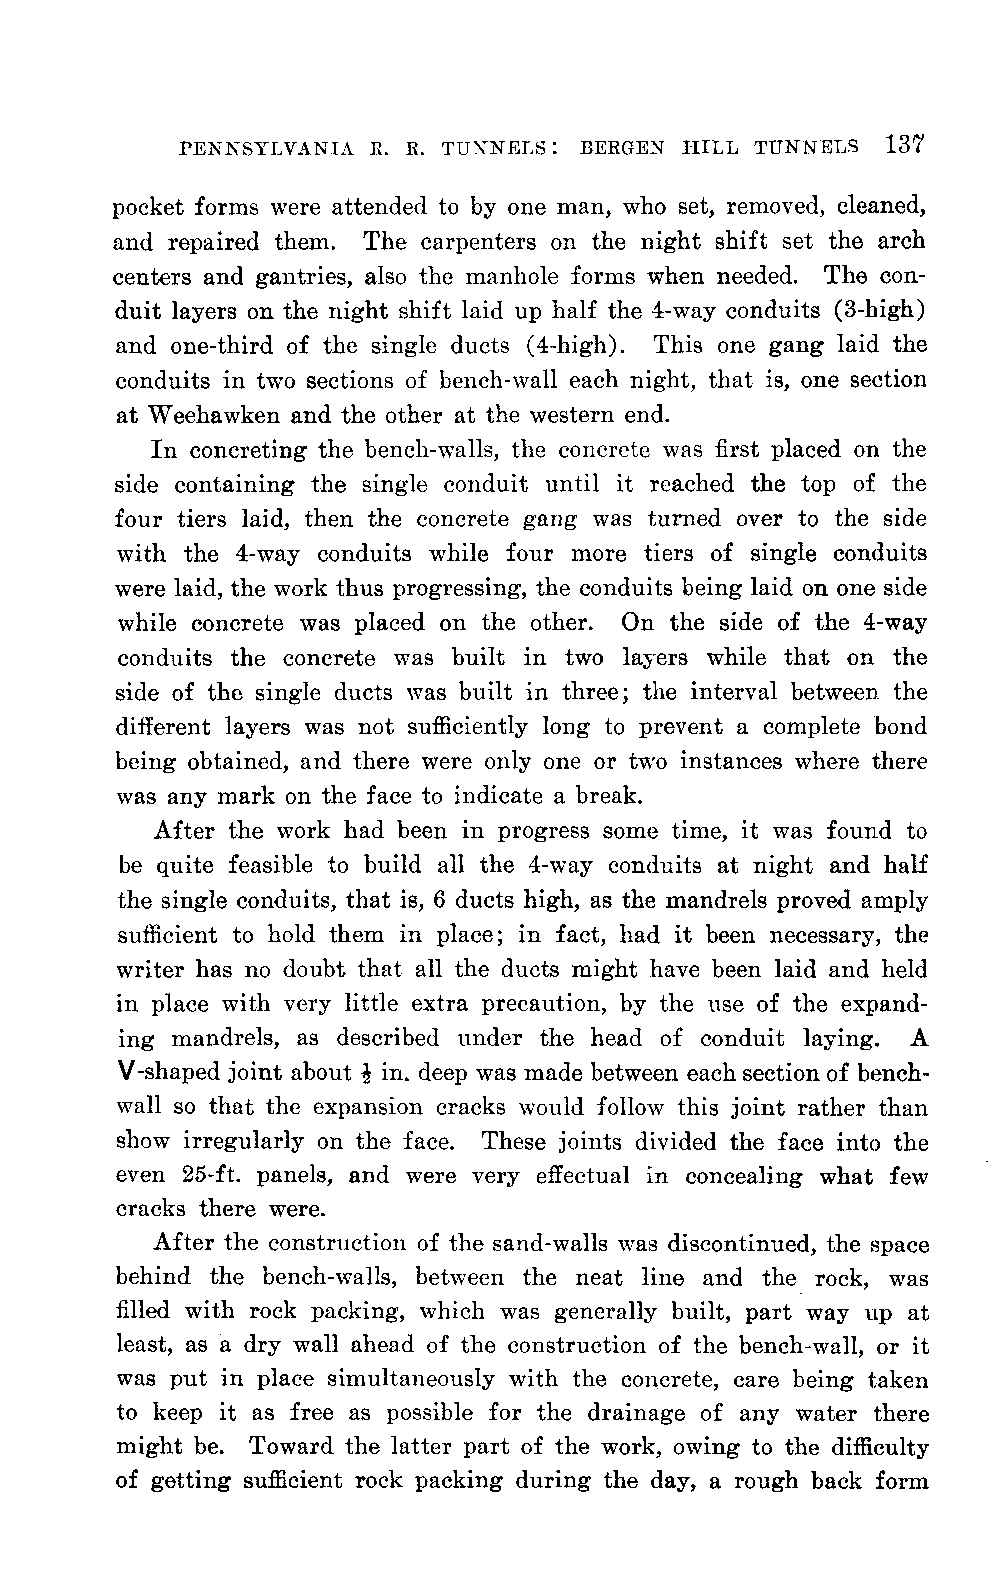 PENNSYLVANIA R. R. TUNNELS: BERGEN HILL TUNNELS 137
pocket forms were attended to by one man, who set, removed, cleaned,
and repaired them. The carpenters on the night shift set the arch
centers and gantries, also the manhole forms when needed. The con-
duit layers on the night shift laid up half the 4-way conduits (3-high)
and one-third of the single ducts (4-high). This one gang laid the
conduits in two sections of bench-wall each night, that is, one section
at Weehawken and the other at the western end.
In concreting the bench-walls, the concrete was first placed on the
side containing the single conduit until it reached the top of the
four tiers laid, then the concrete gang was turned over to the side
with the 4-way conduits while four more tiers of single conduits
were laid, the work thus progressing, the conduits being laid on one side
while concrete was placed on the other. On the side of the 4-way
conduits the concrete was built in two layers while that on the
side of the single ducts was built in three; the interval between the
different layers was not sufficiently long to prevent a complete bond
being obtained, and there were only one or two instances where there
was any mark on the face to indicate a break.
After the work had been in progress some time, it was found to
be quite feasible to build all the 4-way conduits at night and half
the single conduits, that is, 6 ducts high, as the mandrels proved amply
sufficient to hold them in place; in fact, had it been necessary, the
writer has no doubt that all the ducts might have been laid and held
in place with very little extra precaution, by the use of the expand-
ing mandrels, as described under the head of conduit laying. A
V-shaped joint about ½ in. deep was made between each section of bench-
wall so that the expansion cracks would follow this joint rather than
show irregularly on the face. These joints divided the face into the
even 25-ft. panels, and were very effectual in concealing what few
cracks there were.
After the construction of the sand-walls was discontinued, the space
behind the bench-walls, between the neat line and the rock, was
filled with rock packing, which was generally built, part way up at
least, as a dry wall ahead of the construction of the bench-wall, or it
was put in place simultaneously with the concrete, care being taken
to keep it as free as possible for the drainage of any water there
might be. Toward the latter part of the work, owing to the difficulty
of getting sufficient rock packing during the day, a rough back form